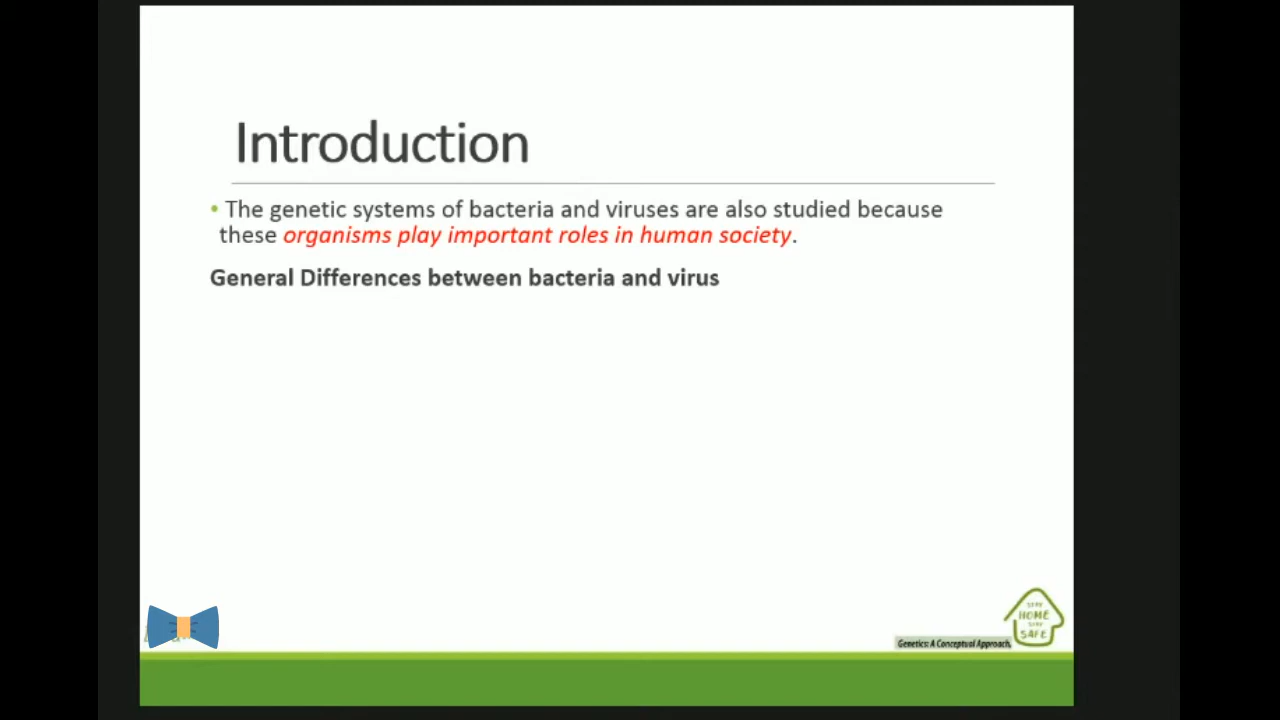 Introduction
• The genetic systems of bacteria and viruses are also studied because
these organisms play important roles in human society.
General Differences between bacteria and virus
STAY
HOME
STAY
SAFE
Genetics: A Conceptual Approach,